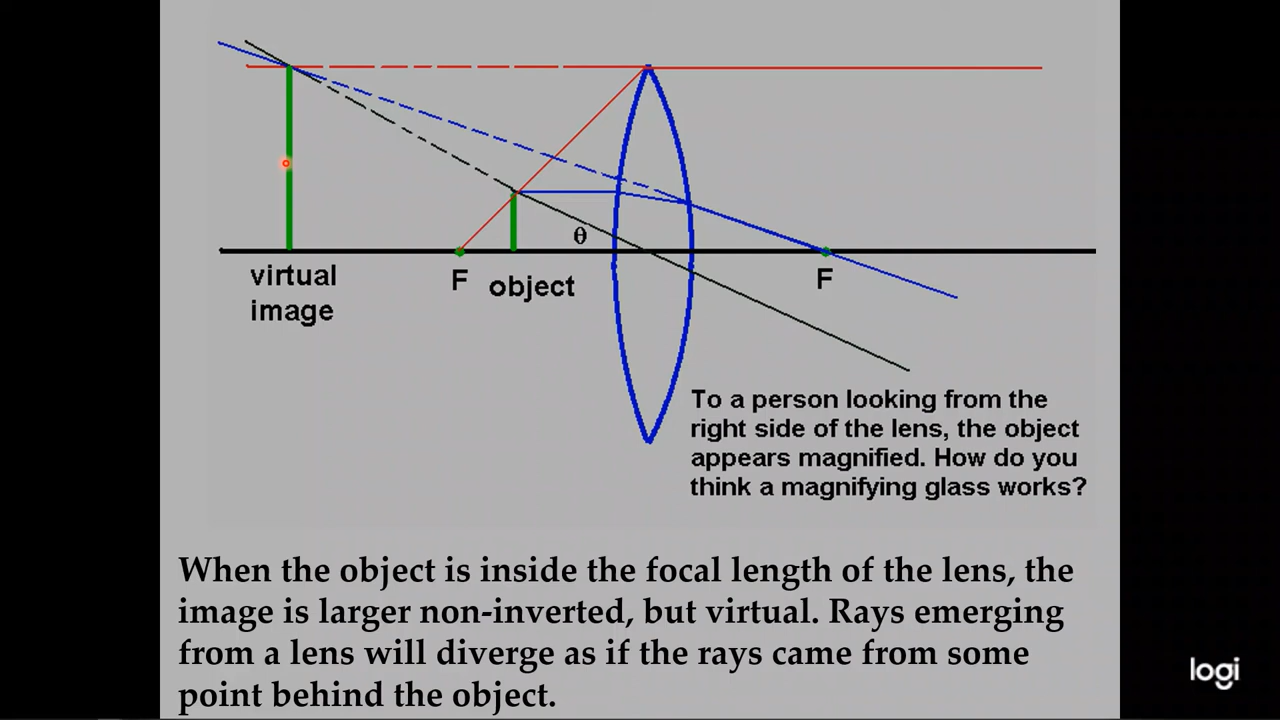 θ
virtual
image
F
object
F
To a person looking from the
right side of the lens, the object
appears magnified. How do you
think a magnifying glass works?
When the object is inside the focal length of the lens, the
image is larger non-inverted, but virtual. Rays emerging
from a lens will diverge as if the rays came from some
point behind the object.
logi